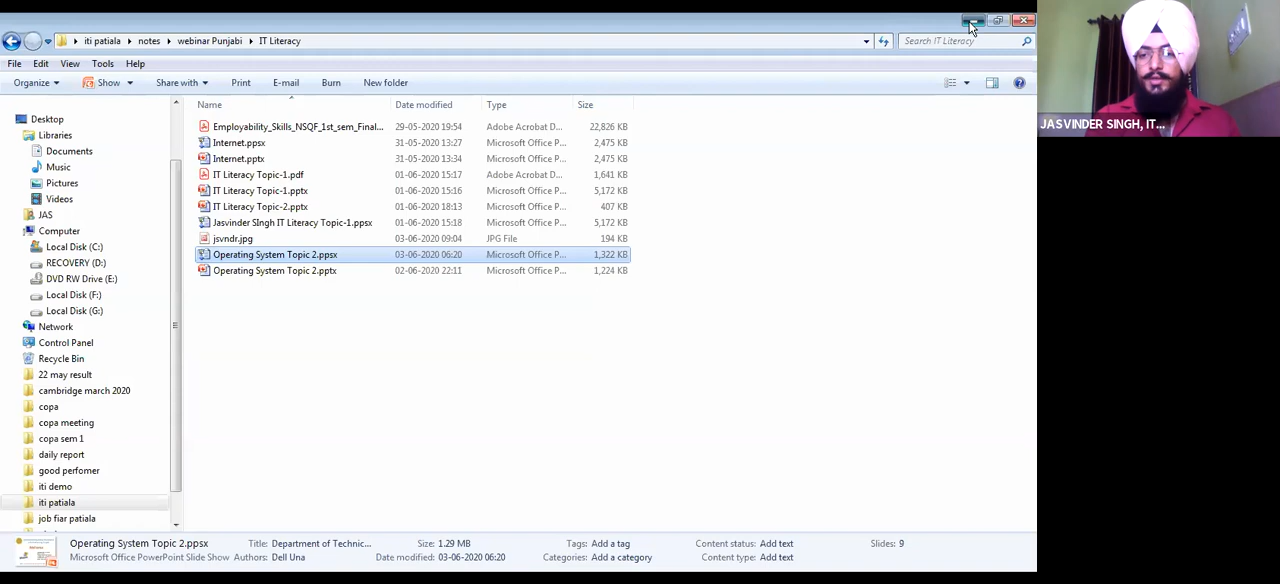 iti patiala ▸ notes ▸ webinar Punjabi ▸ IT Literacy
Search IT Literacy
File Edit View Tools Help
Organize Show Share with Print E-mail Burn New folder
Name Date modified Type Size
Employability_Skills_NSQF_1st_sem_Final... 29-05-2020 19:54 Adobe Acrobat D... 22,826 KB
Internet.ppsx 31-05-2020 13:27 Microsoft Office P... 2,475 KB
Internet.pptx 31-05-2020 13:34 Microsoft Office P... 2,475 KB
IT Literacy Topic-1.pdf 01-06-2020 15:17 Adobe Acrobat D... 1,641 KB
IT Literacy Topic-1.pptx 01-06-2020 15:16 Microsoft Office P... 5,172 KB
IT Literacy Topic-2.pptx 01-06-2020 18:13 Microsoft Office P... 407 KB
Jasvinder SIngh IT Literacy Topic-1.ppsx 01-06-2020 15:18 Microsoft Office P... 5,172 KB
jsvndr.jpg 03-06-2020 09:04 JPG File 194 KB
Operating System Topic 2.ppsx 03-06-2020 06:20 Microsoft Office P... 1,322 KB
Operating System Topic 2.pptx 02-06-2020 22:11 Microsoft Office P... 1,224 KB
Desktop
Libraries
Documents
Music
Pictures
Videos
JAS
Computer
Local Disk (C:)
RECOVERY (D:)
DVD RW Drive (E:)
Local Disk (F:)
Local Disk (G:)
Network
Control Panel
Recycle Bin
22 may result
cambridge march 2020
copa
copa meeting
copa sem 1
daily report
good perfomer
iti demo
iti patiala
job fiar patiala
Operating System Topic 2.ppsx Title: Department of Technic... Size: 1.29 MB Tags: Add a tag Content status: Add text Slides: 9
Microsoft Office PowerPoint Slide Show Authors: Dell Una Date modified: 03-06-2020 06:20 Categories: Add a category Content type: Add text
JASVINDER SINGH, IT...